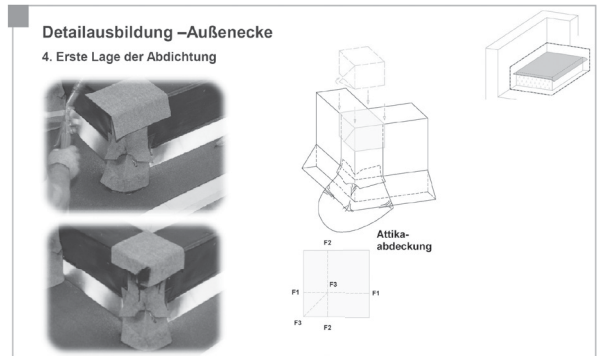 Detailausbildung –Außenecke
4. Erste Lage der Abdichtung
Attika-
abdeckung
F2
F3
F1
F1
F3
F2